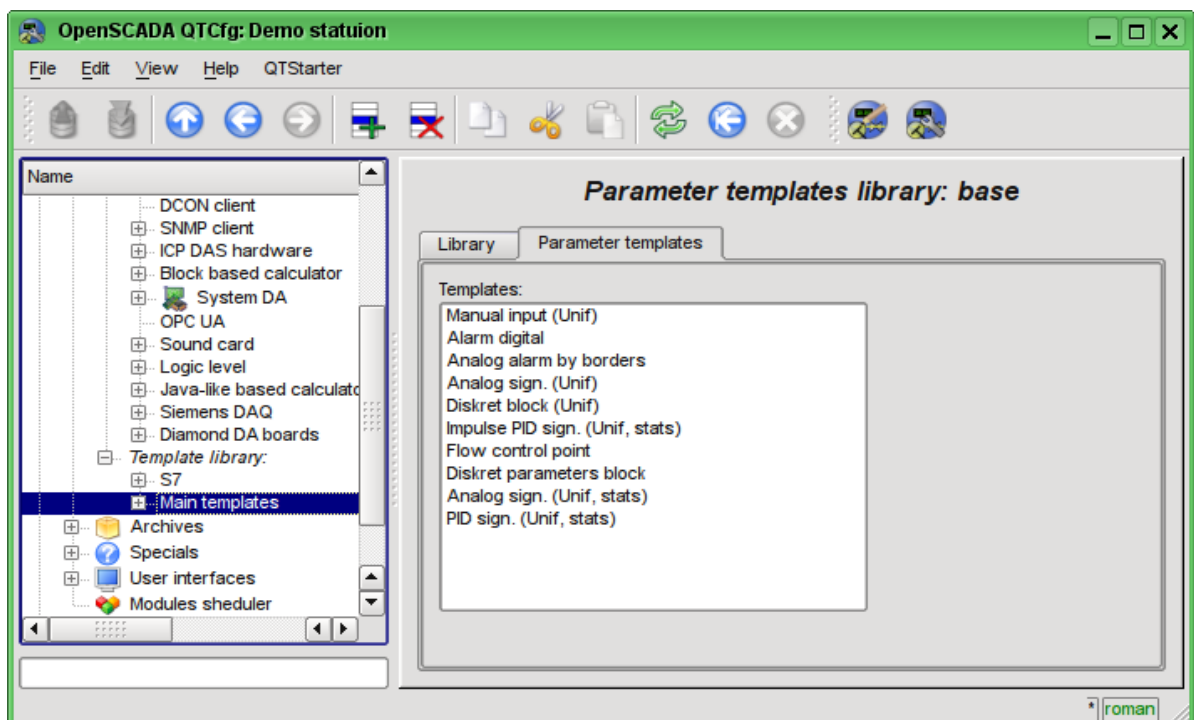 OpenSCADA QTCfg: Demo statuion
File Edit View Help QTStarter
Name
DCON client
SNMP client
ICP DAS hardware
Block based calculator
System DA
OPC UA
Sound card
Logic level
Java-like based calculato
Siemens DAQ
Diamond DA boards
Template library:
S7
Main templates
Archives
Specials
User interfaces
Modules sheduler
Parameter templates library: base
Library Parameter templates
Templates:
Manual input (Unif)
Alarm digital
Analog alarm by borders
Analog sign. (Unif)
Diskret block (Unif)
Impulse PID sign. (Unif, stats)
Flow control point
Diskret parameters block
Analog sign. (Unif, stats)
PID sign. (Unif, stats)
* roman